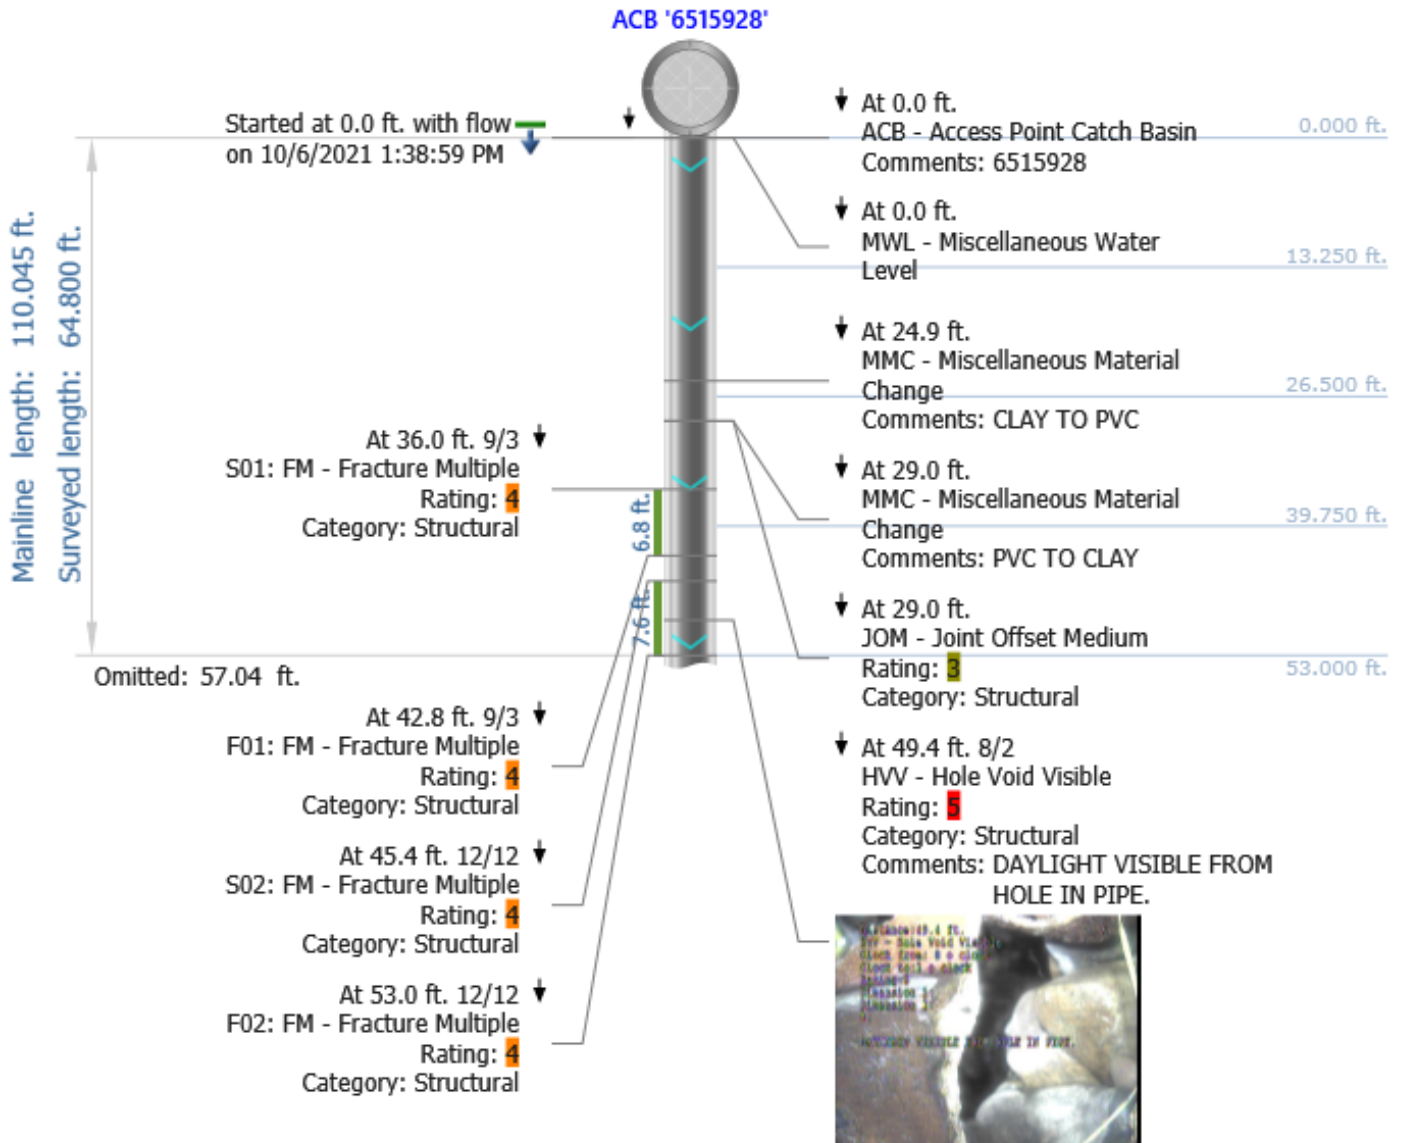 ACB '6515928'
Started at 0.0 ft. with flow
on 10/6/2021 1:38:59 PM
Mainline length: 110.045 ft.
Surveyed length: 64.800 ft.
At 0.0 ft.
ACB - Access Point Catch Basin
Comments: 6515928
0.000 ft.
At 0.0 ft.
MWL - Miscellaneous Water
Level
13.250 ft.
At 24.9 ft.
MMC - Miscellaneous Material
Change
Comments: CLAY TO PVC
26.500 ft.
At 29.0 ft.
MMC - Miscellaneous Material
Change
Comments: PVC TO CLAY
39.750 ft.
At 29.0 ft.
JOM - Joint Offset Medium
Rating: 3
Category: Structural
53.000 ft.
At 49.4 ft. 8/2
HVV - Hole Void Visible
Rating: 5
Category: Structural
Comments: DAYLIGHT VISIBLE FROM
HOLE IN PIPE.
At 36.0 ft. 9/3
S01: FM - Fracture Multiple
Rating: 4
Category: Structural
6.8 ft.
7.6 ft.
Omitted: 57.04 ft.
At 42.8 ft. 9/3
F01: FM - Fracture Multiple
Rating: 4
Category: Structural
At 45.4 ft. 12/12
S02: FM - Fracture Multiple
Rating: 4
Category: Structural
At 53.0 ft. 12/12
F02: FM - Fracture Multiple
Rating: 4
Category: Structural